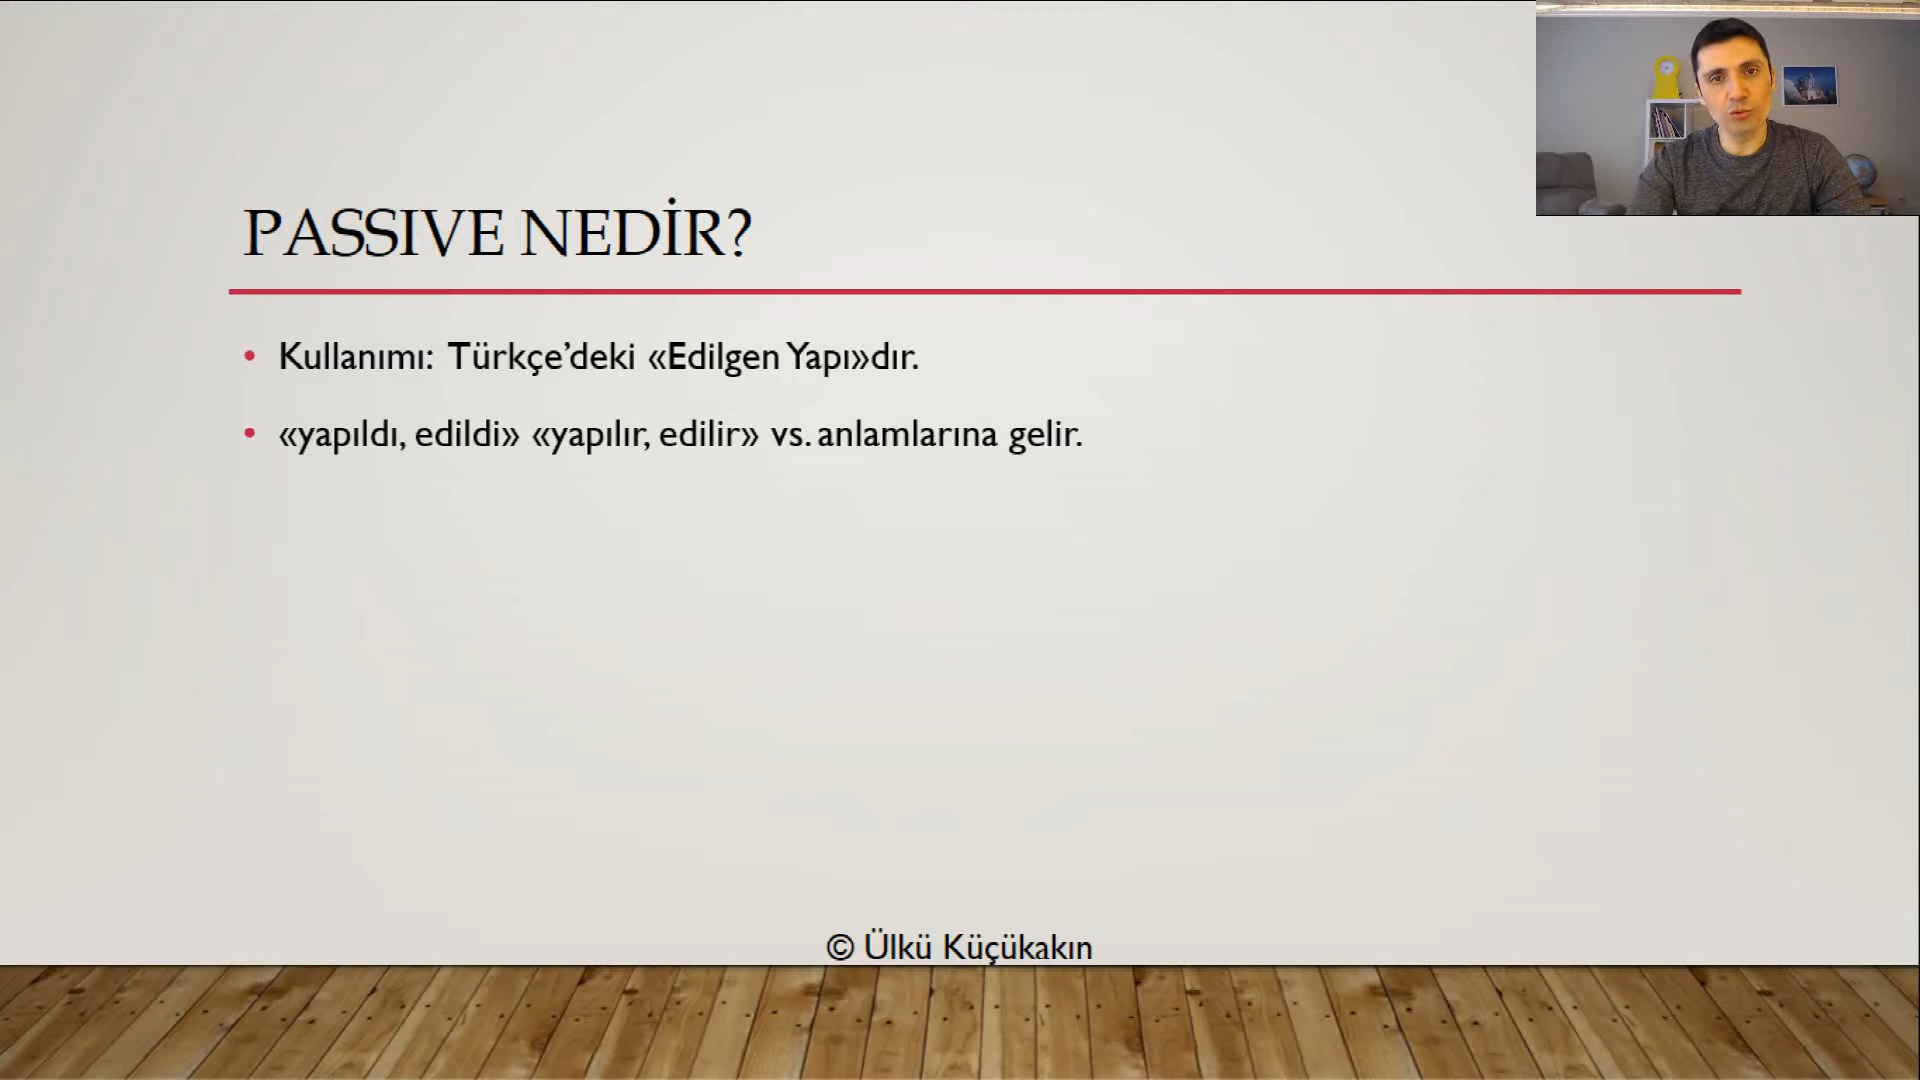 PASSIVE NEDİR?
• Kullanımı: Türkçe’deki «Edilgen Yapı»dır.
• «yapıldı, edildi» «yapılır, edilir» vs. anlamlarına gelir.
© Ülkü Küçükakın